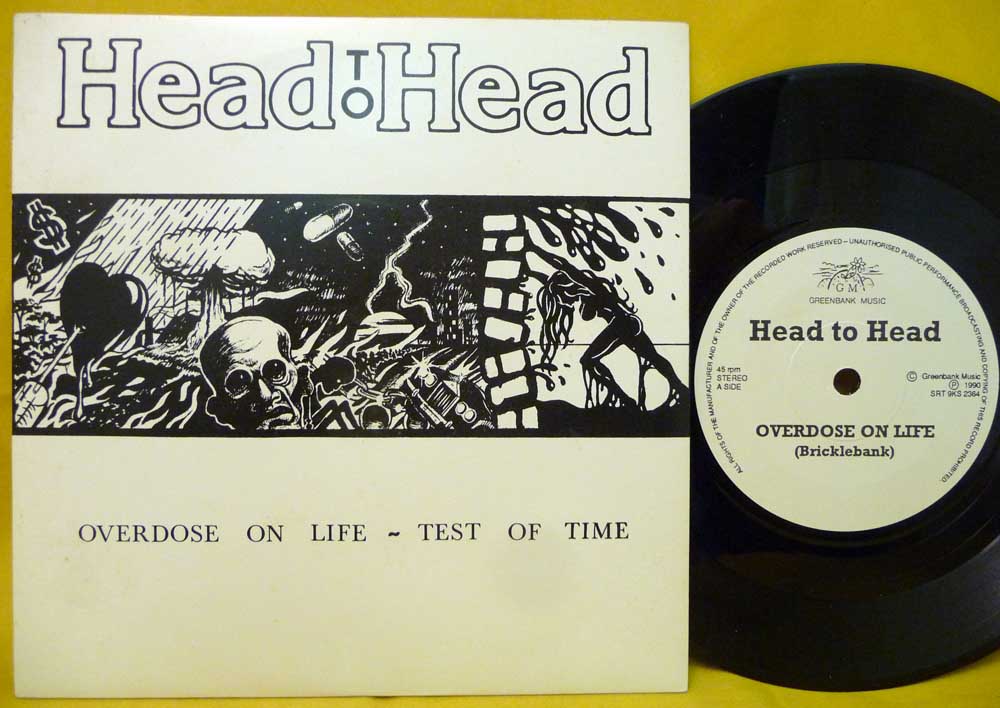 Head TO Head
$
$
OVERDOSE ON LIFE ~ TEST OF TIME
ALL RIGHTS OF THE MANUFACTURER AND OF THE OWNER OF THE RECORDED WORK RESERVED – UNAUTHORISED PUBLIC PERFORMANCE BROADCASTING AND COPYING OF THIS RECORD PROHIBITED.
G M
GREENBANK MUSIC
Head to Head
45 rpm
STEREO
A SIDE
© Greenbank Music
℗ 1990
SRT 9KS 2364
OVERDOSE ON LIFE
(Bricklebank)